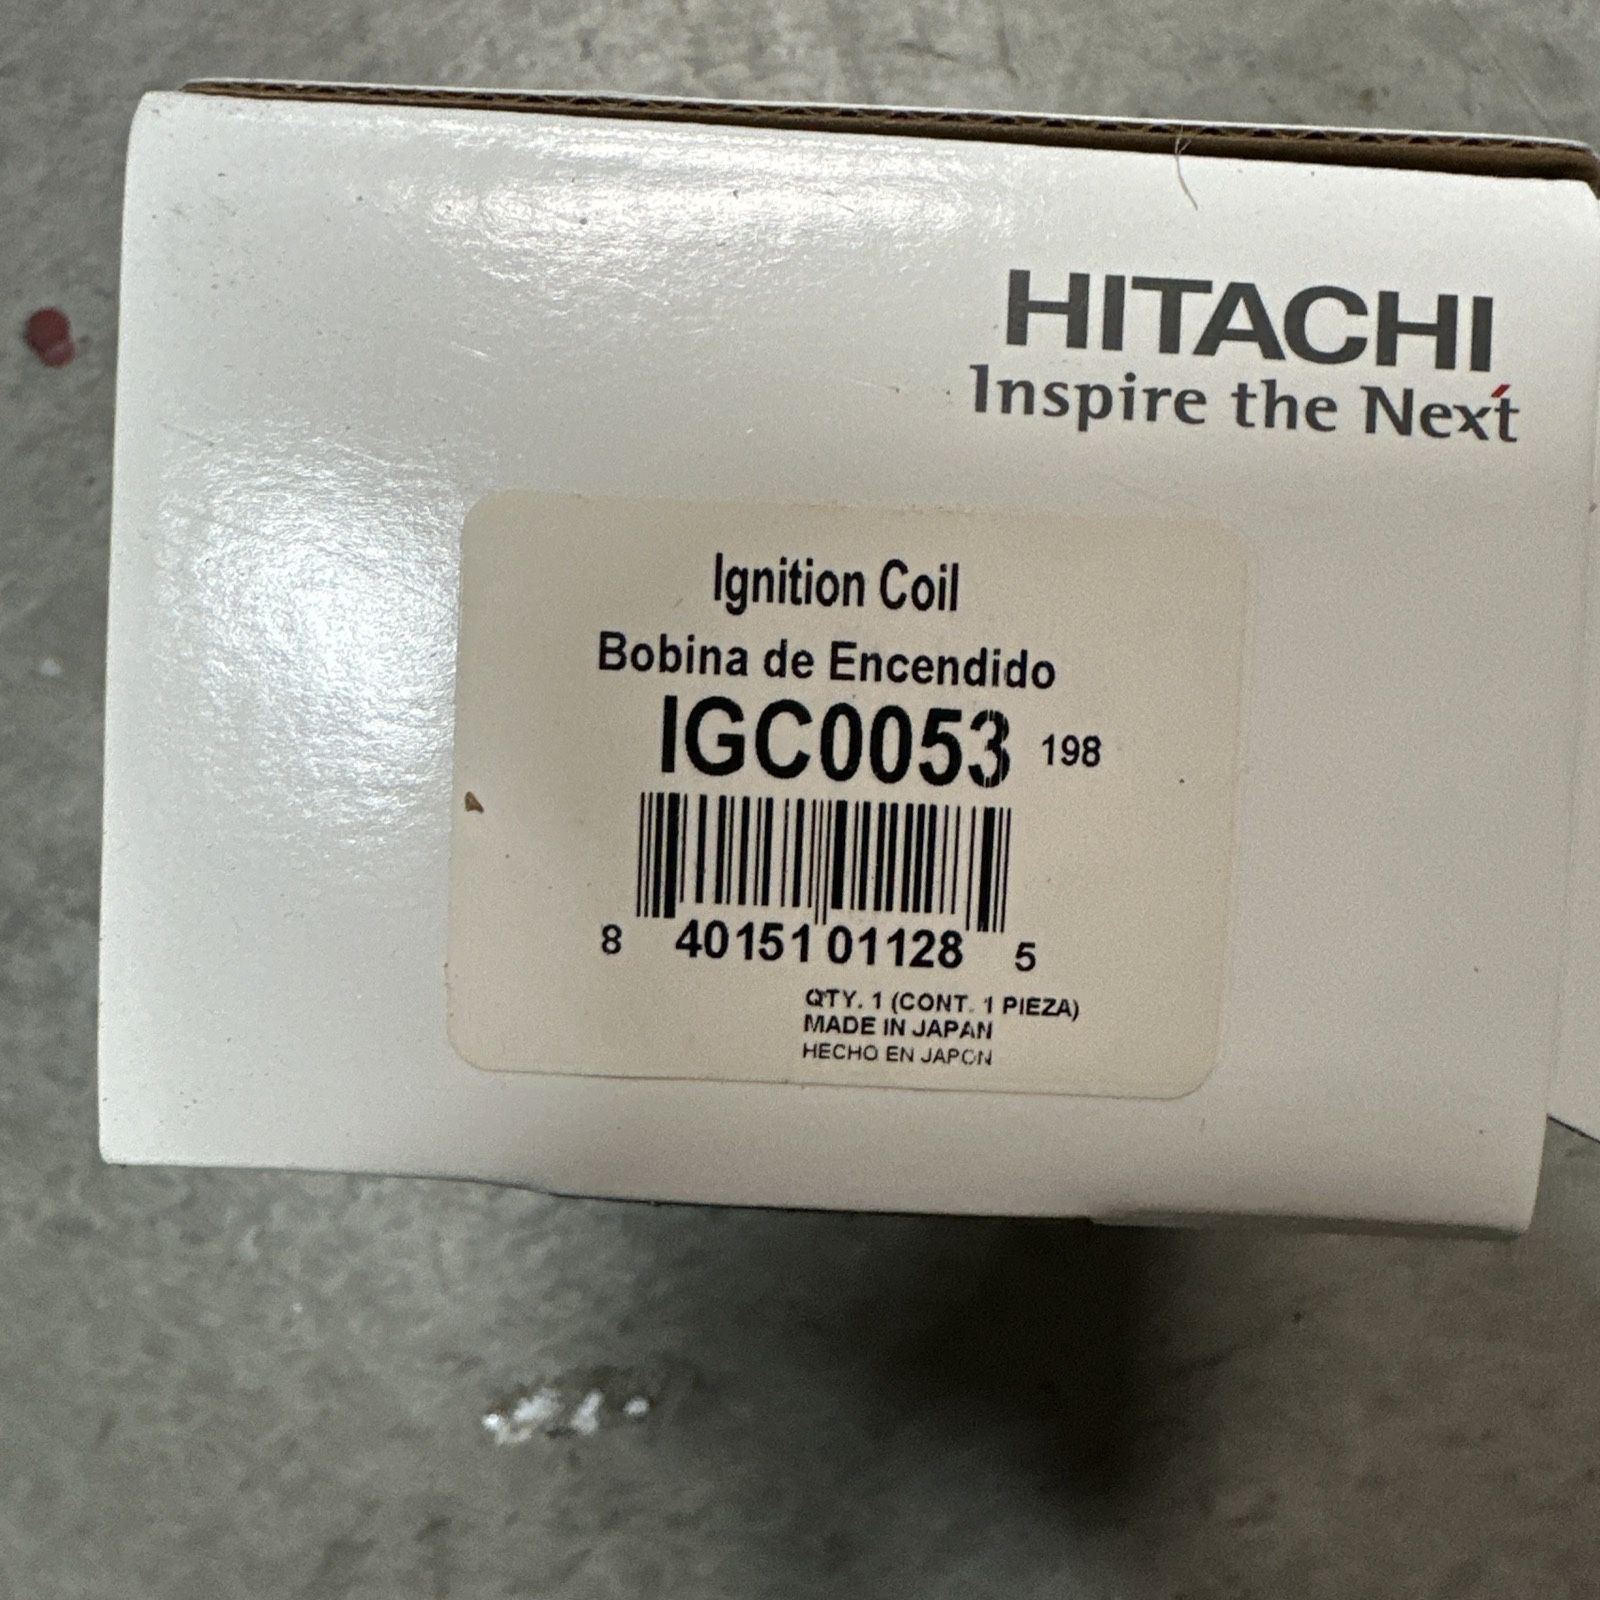 HITACHI
Inspire the Next
Ignition Coil
Bobina de Encendido
IGC0053 198
8 40151 01128 5
QTY. 1 (CONT. 1 PIEZA)
MADE IN JAPAN
HECHO EN JAPON